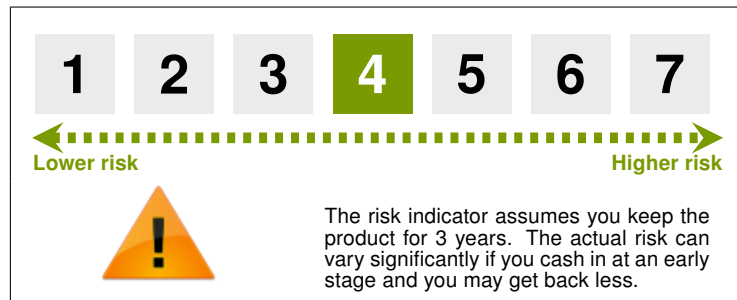 1 2 3 4 5 6 7
Lower risk Higher risk
!
The risk indicator assumes you keep the
product for 3 years. The actual risk can
vary significantly if you cash in at an early
stage and you may get back less.